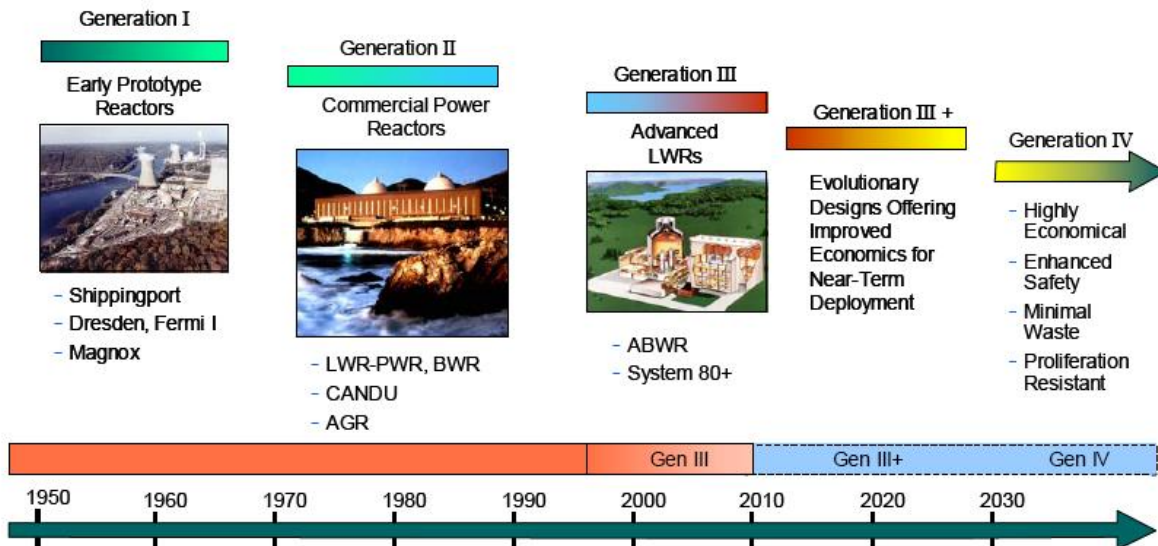 Generation I
Early Prototype
Reactors
- Shippingport
- Dresden, Fermi I
- Magnox
Generation II
Commercial Power
Reactors
- LWR-PWR, BWR
- CANDU
- AGR
Generation III
Advanced
LWRs
- ABWR
- System 80+
Generation III +
Evolutionary
Designs Offering
Improved
Economics for
Near-Term
Deployment
Generation IV
- Highly
Economical
- Enhanced
Safety
- Minimal
Waste
- Proliferation
Resistant
Gen III
Gen III+
Gen IV
1950
1960
1970
1980
1990
2000
2010
2020
2030